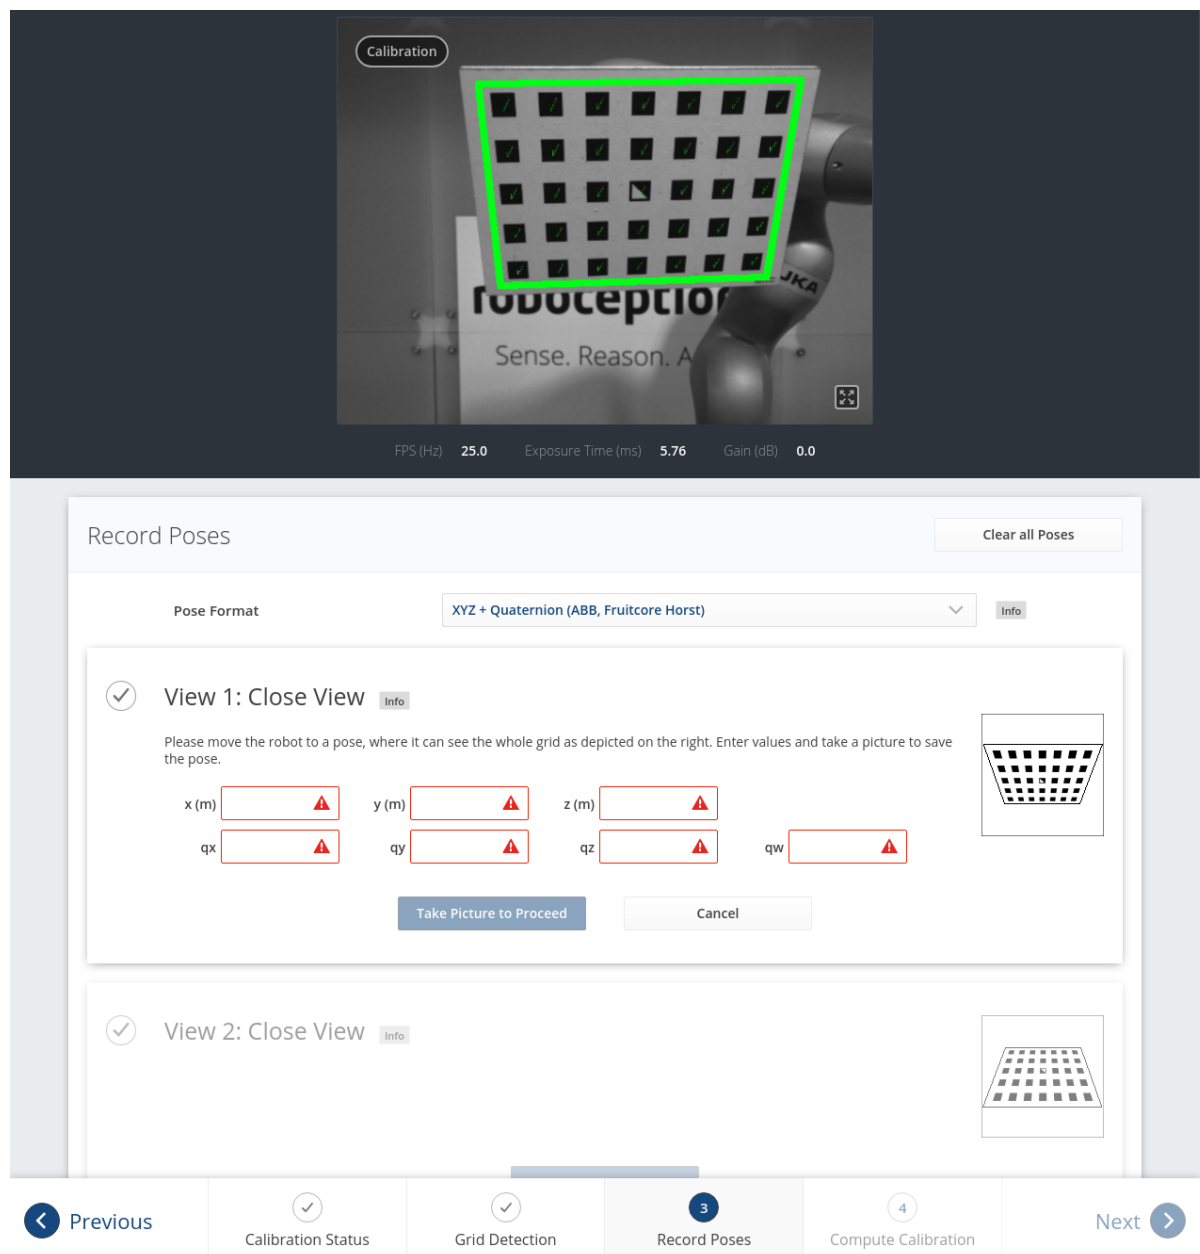 Calibration
roboception
Sense. Reason. A
UKA
FPS (Hz) 25.0 Exposure Time (ms) 5.76 Gain (dB) 0.0
Record Poses
Clear all Poses
Pose Format
XYZ + Quaternion (ABB, Fruitcore Horst)
Info
View 1: Close View Info
Please move the robot to a pose, where it can see the whole grid as depicted on the right. Enter values and take a picture to save
the pose.
x (m) y (m) z (m)
qx qy qz qw
Take Picture to Proceed Cancel
View 2: Close View Info
Previous
Calibration Status
Grid Detection
3
Record Poses
4
Compute Calibration
Next